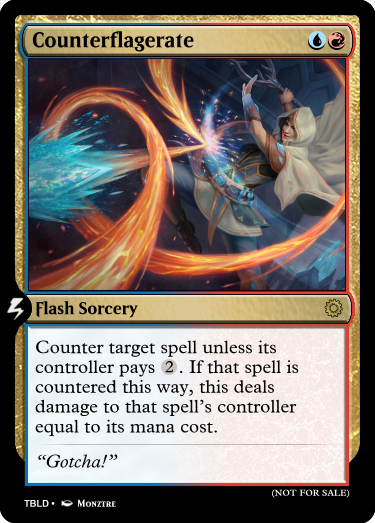 Counterflagerate
Flash Sorcery
Counter target spell unless its
controller pays 2. If that spell is
countered this way, this deals
damage to that spell’s controller
equal to its mana cost.
“Gotcha!”
(NOT FOR SALE)
TBLD • Monztre